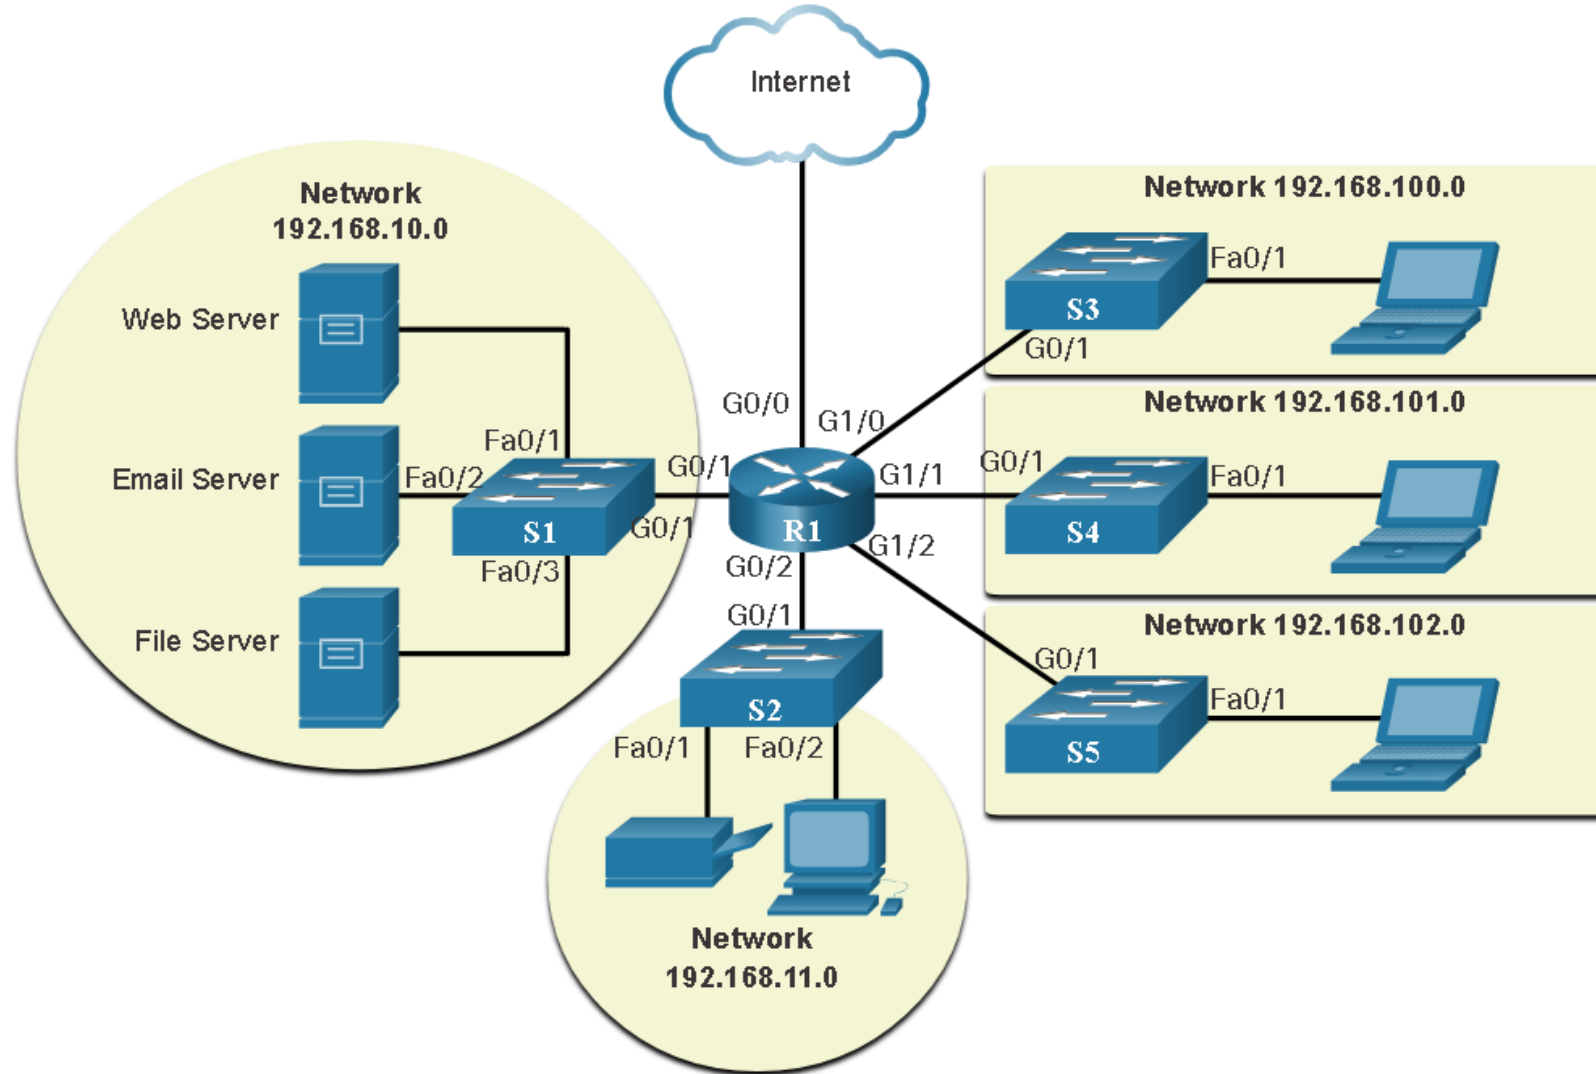 Internet
Network
192.168.10.0
Web Server
Email Server
File Server
Fa0/1
Fa0/2
Fa0/3
S1
G0/1
G0/1
G0/0
G1/0
G1/1
G1/2
R1
G0/2
G0/1
S2
Fa0/1
Fa0/2
Network
192.168.11.0
Network 192.168.100.0
S3
Fa0/1
G0/1
Network 192.168.101.0
G0/1
S4
Fa0/1
Network 192.168.102.0
G0/1
S5
Fa0/1